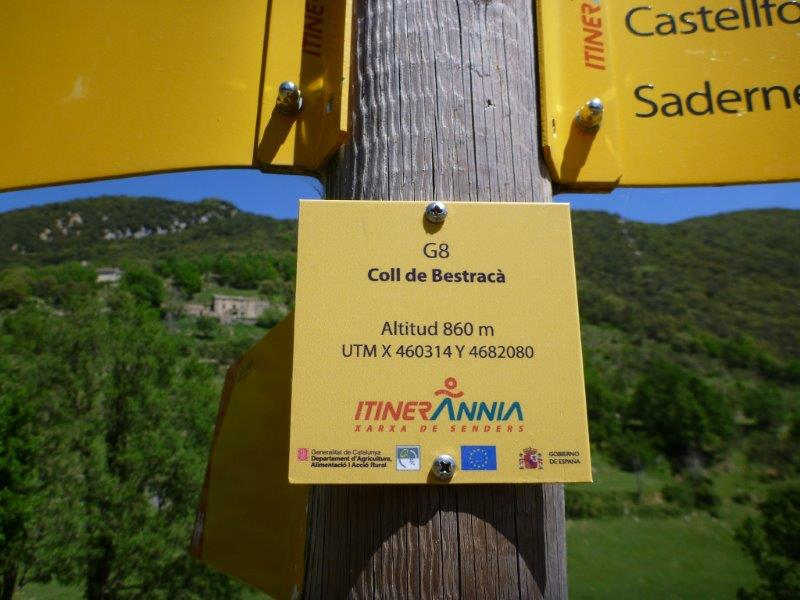 ITINER
ITINER
Castellfo
Saderne
G8
Coll de Bestracà
Altitud 860 m
UTM X 460314 Y 4682080
ITINERANNIA
XARXA DE SENDERS
Generalitat de Catalunya
Departament d'Agricultura,
Alimentació i Acció Rural
GOBIERNO
DE ESPAÑA